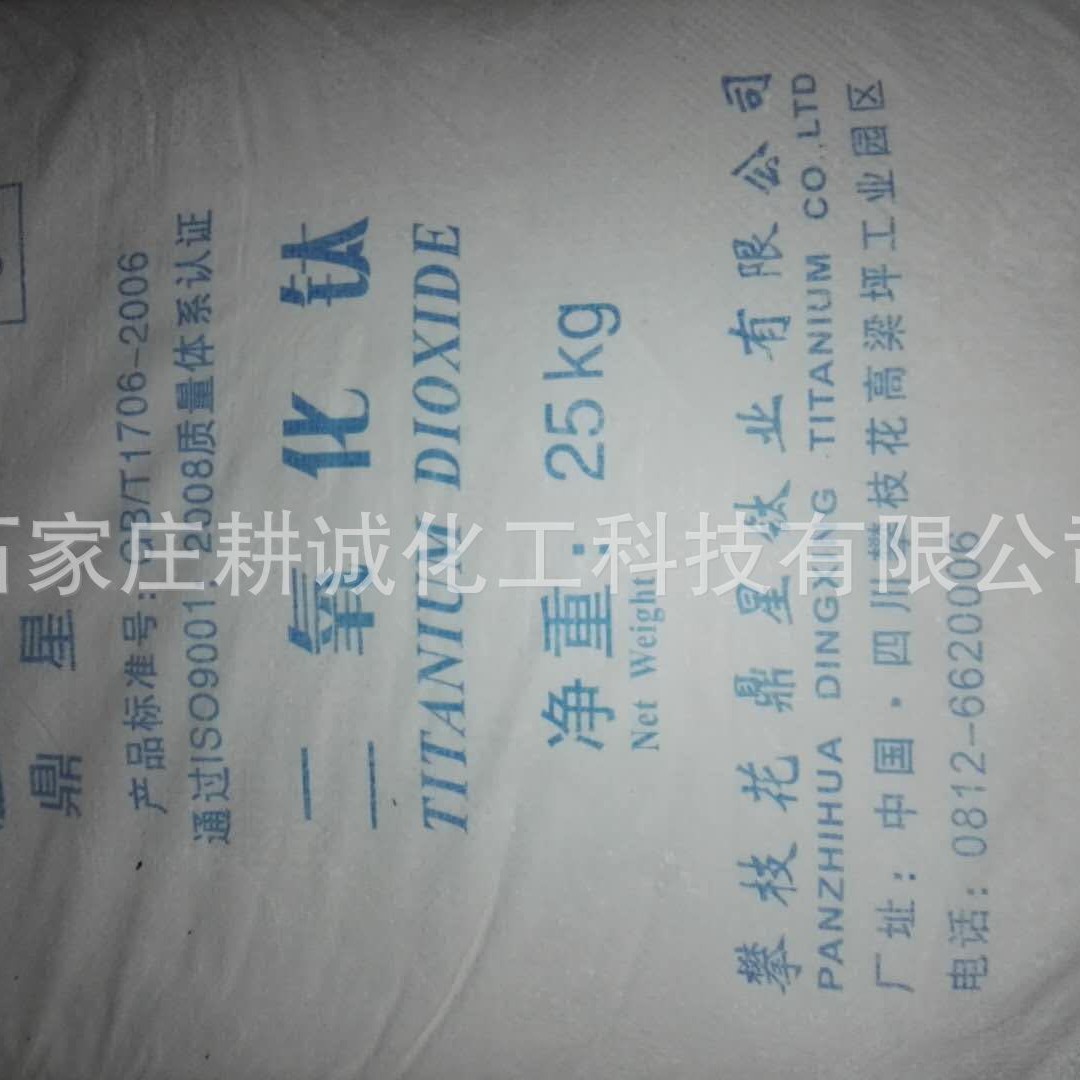 鼎星
产品标准号：GB/T1706-2006
通过ISO9001:2008质量体系认证
二氧化钛
TITANIUM DIOXIDE
净重：25kg
Net Weight
攀枝花鼎星钛业有限公司
PANZHIHUA DINGXING TITANIUM CO.,LTD
厂址：中国·四川攀枝花高梁坪工业园区
电话：0812-6620006
石家庄耕诚化工科技有限公司